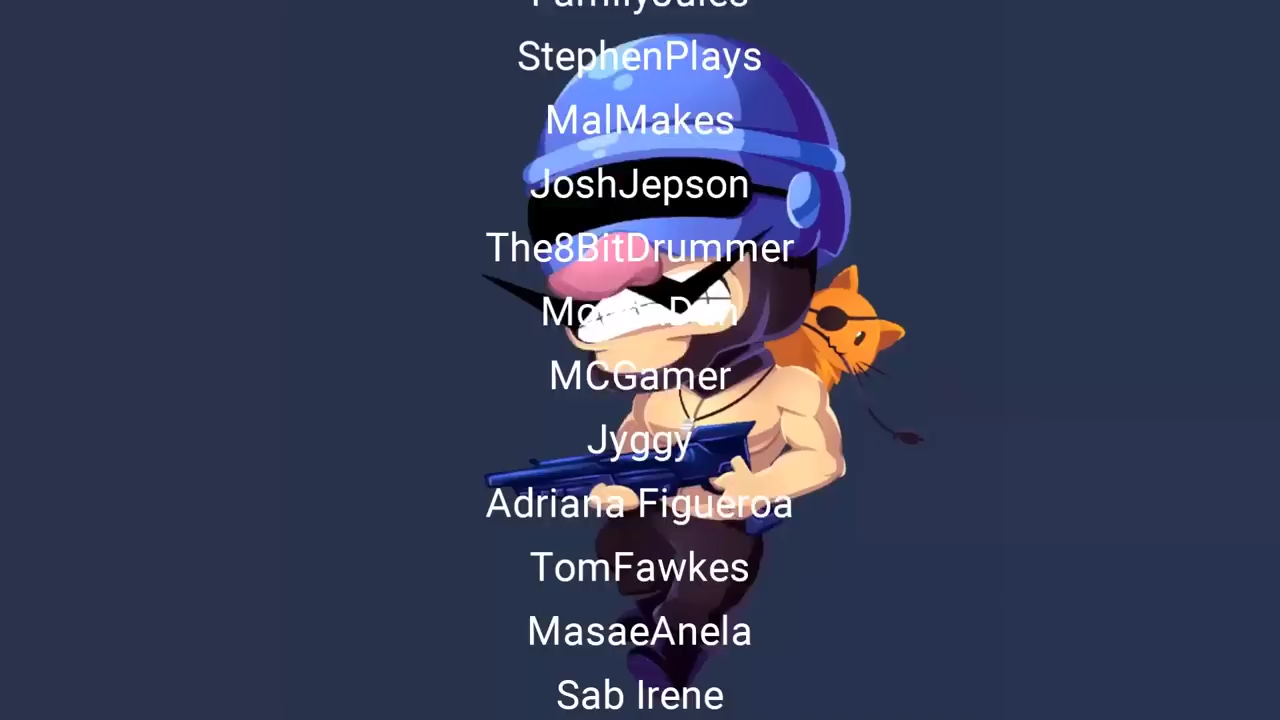 StephenPlays
MalMakes
JoshJepson
The8BitDrummer
MCGamer
Jyggy
Adriana Figueroa
TomFawkes
MasaeAnela
Sab Irene